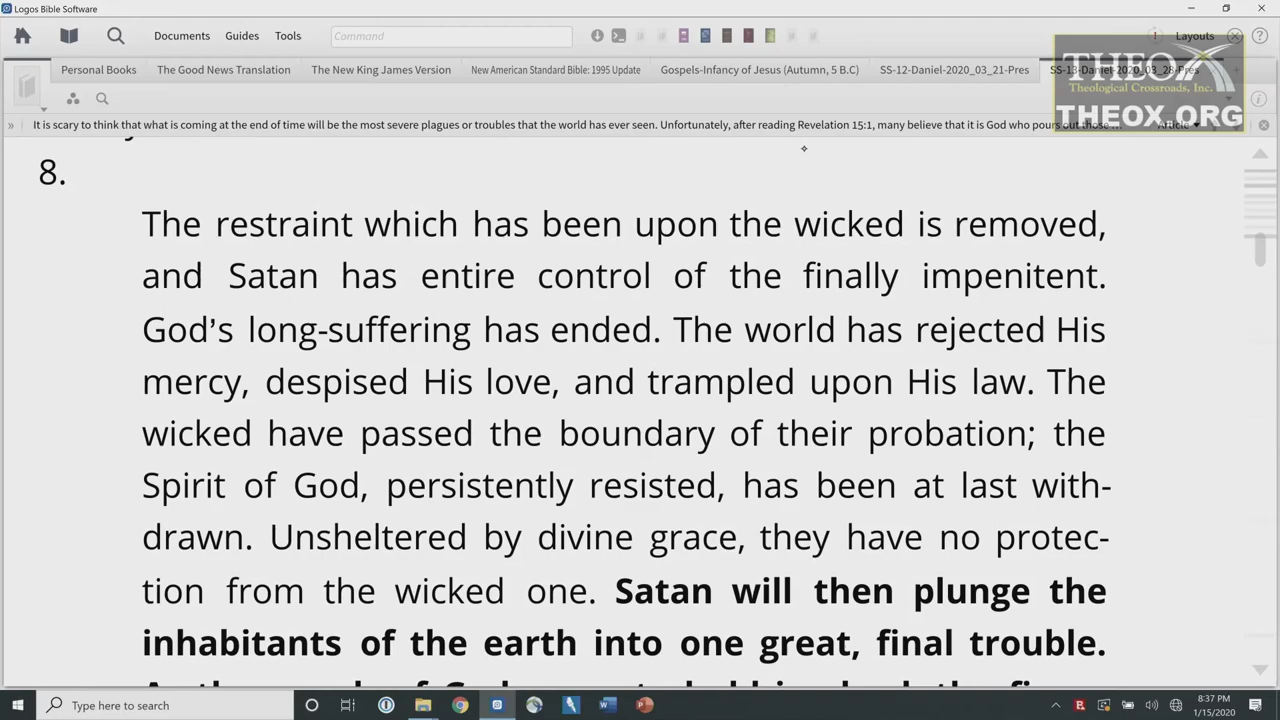 Logos Bible Software
Documents Guides Tools Command Layouts
THEOX
Theological Crossroads, Inc.
THEOX.ORG
Personal Books The Good News Translation The New King Jam New American Standard Bible: 1995 Update Gospels-Infancy of Jesus (Autumn, 5 B.C) SS-12-Daniel-2020_03_21-Pres SS-13-Daniel-2020_03_28-Pres
» It is scary to think that what is coming at the end of time will be the last seven plagues or troubles that the world has ever seen. Unfortunately, after reading Revelation 15:1, many believe that it is God who pours out those ... Article
8.
The restraint which has been upon the wicked is removed,
and Satan has entire control of the finally impenitent.
God’s long-suffering has ended. The world has rejected His
mercy, despised His love, and trampled upon His law. The
wicked have passed the boundary of their probation; the
Spirit of God, persistently resisted, has been at last with-
drawn. Unsheltered by divine grace, they have no protec-
tion from the wicked one. Satan will then plunge the
inhabitants of the earth into one great, final trouble.
Type here to search
8:37 PM
1/15/2020